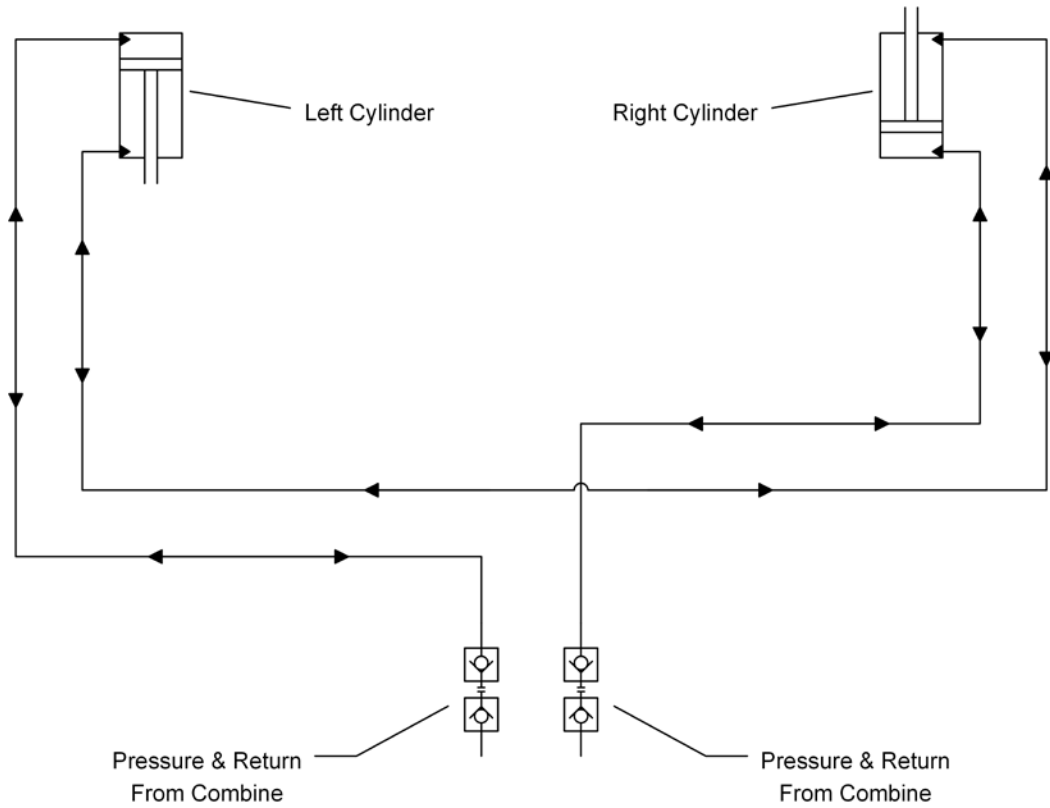 Left Cylinder
Right Cylinder
Pressure & Return
From Combine
Pressure & Return
From Combine